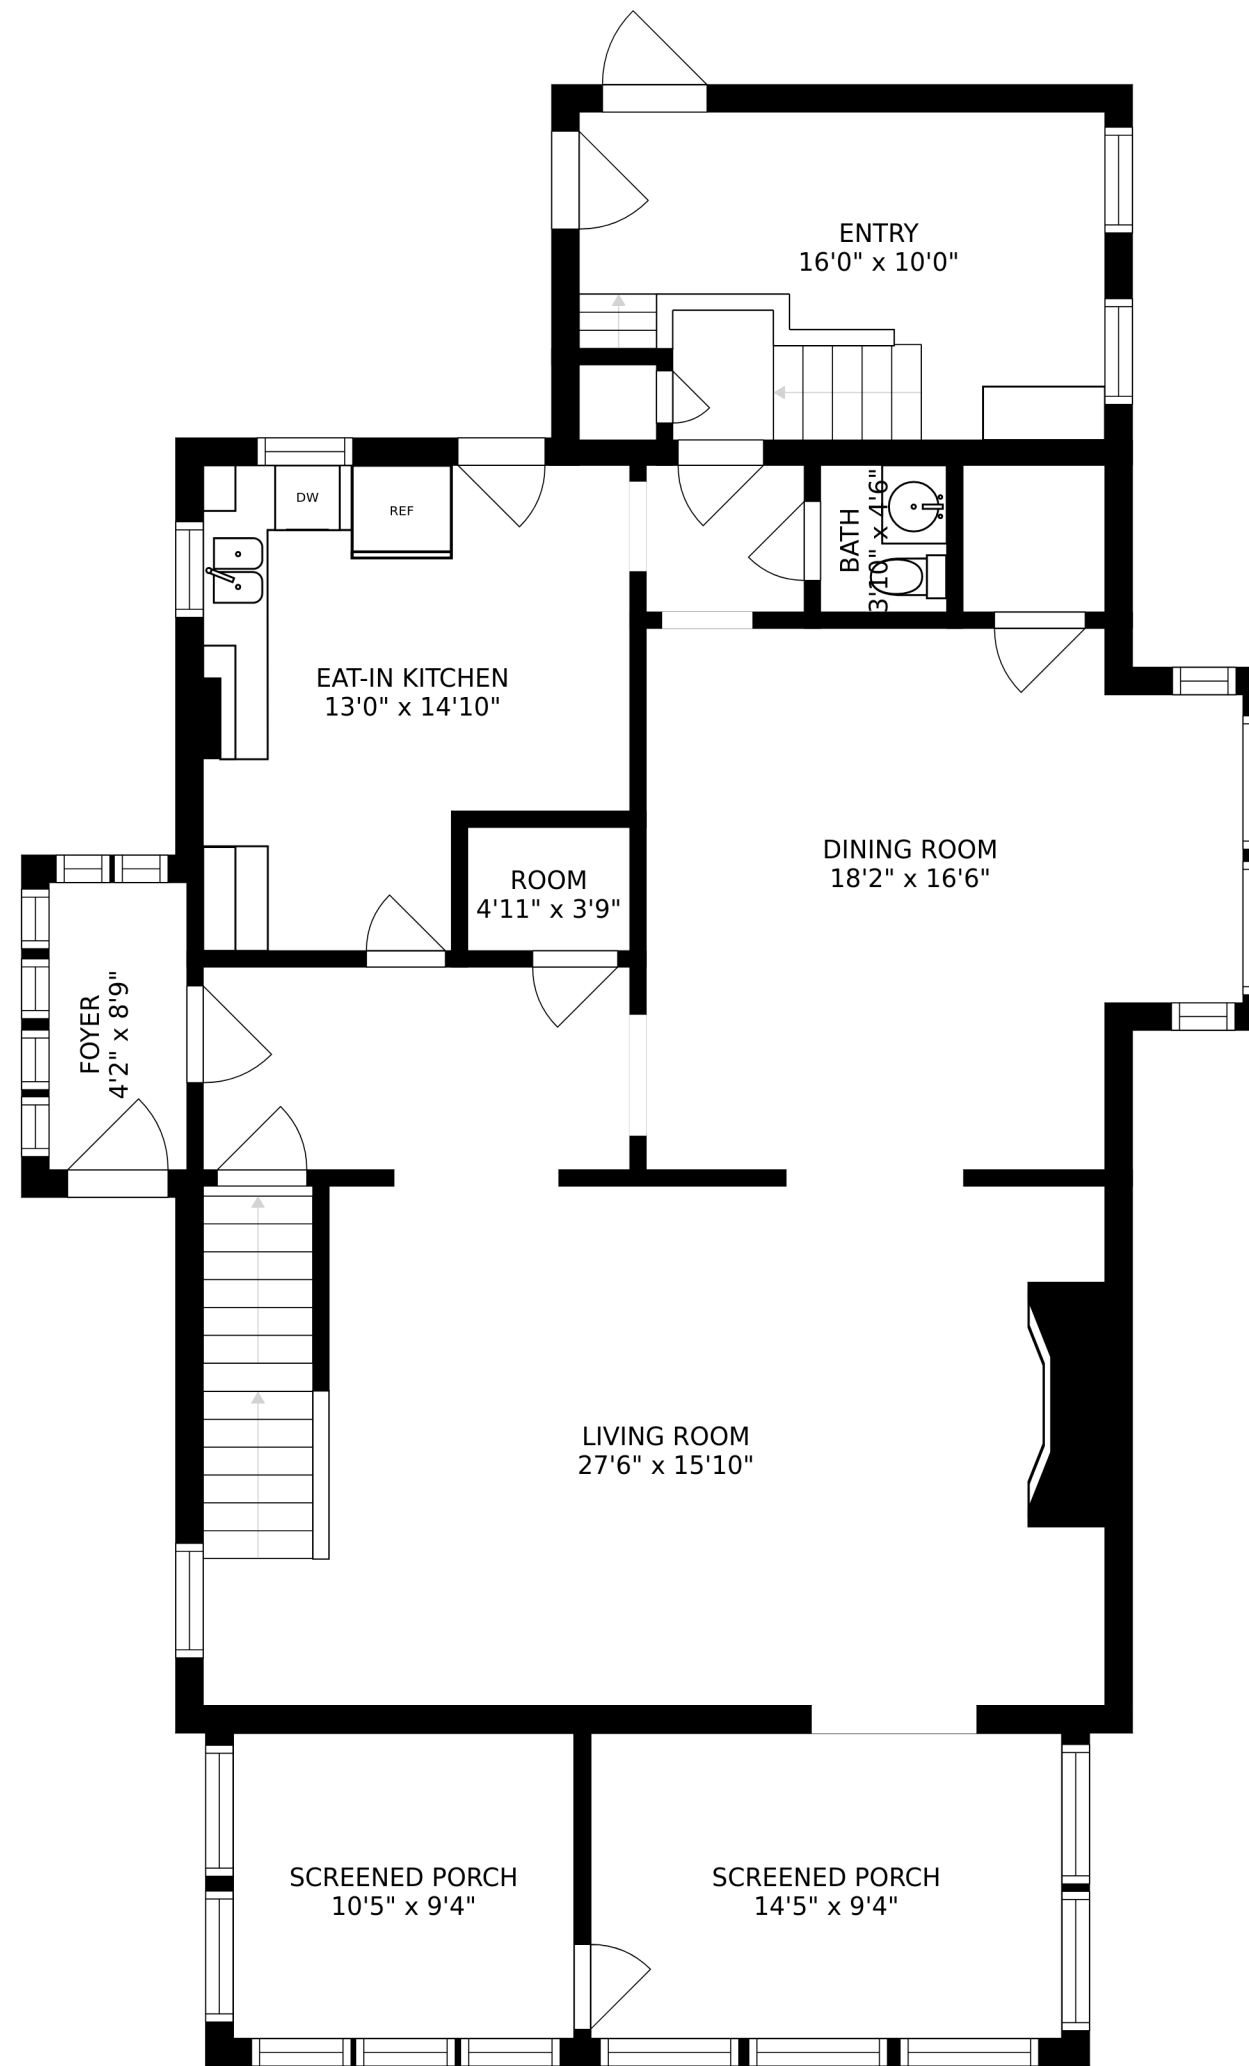 ENTRY
16'0" x 10'0"
DW
REF
BATH
3'10" x 4'6"
EAT-IN KITCHEN
13'0" x 14'10"
DINING ROOM
18'2" x 16'6"
ROOM
4'11" x 3'9"
FOYER
4'2" x 8'9"
LIVING ROOM
27'6" x 15'10"
SCREENED PORCH
10'5" x 9'4"
SCREENED PORCH
14'5" x 9'4"